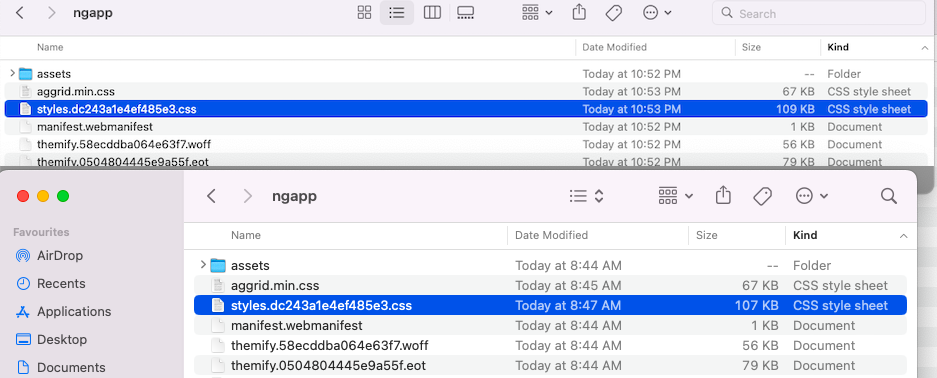 ngapp Search
Name Date Modified Size Kind
assets Today at 10:52 PM -- Folder
aggrid.min.css Today at 10:53 PM 67 KB CSS style sheet
styles.dc243a1e4ef485e3.css Today at 10:53 PM 109 KB CSS style sheet
manifest.webmanifest Today at 10:52 PM 1 KB Document
themify.58ecddba064e63f7.woff Today at 10:52 PM 56 KB Document
themify.0504804445e9a55f.eot Today at 10:52 PM 79 KB Document
ngapp
Favourites
AirDrop
Recents
Applications
Desktop
Documents
Name Date Modified Size Kind
assets Today at 8:44 AM -- Folder
aggrid.min.css Today at 8:45 AM 67 KB CSS style sheet
styles.dc243a1e4ef485e3.css Today at 8:47 AM 107 KB CSS style sheet
manifest.webmanifest Today at 8:44 AM 1 KB Document
themify.58ecddba064e63f7.woff Today at 8:44 AM 56 KB Document
themify.0504804445e9a55f.eot Today at 8:44 AM 79 KB Document